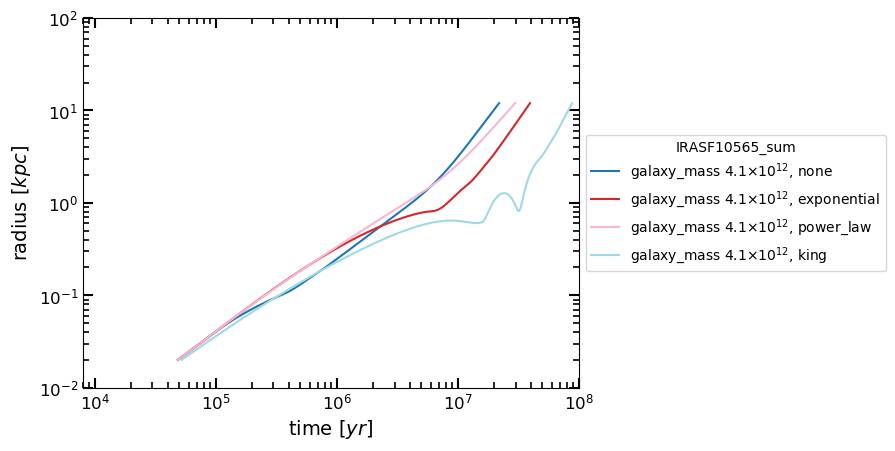 10²
10¹
10⁰
10⁻¹
10⁻²
radius [kpc]
10⁴
10⁵
10⁶
10⁷
10⁸
time [yr]
IRASF10565_sum
galaxy_mass 4.1×10¹², none
galaxy_mass 4.1×10¹², exponential
galaxy_mass 4.1×10¹², power_law
galaxy_mass 4.1×10¹², king